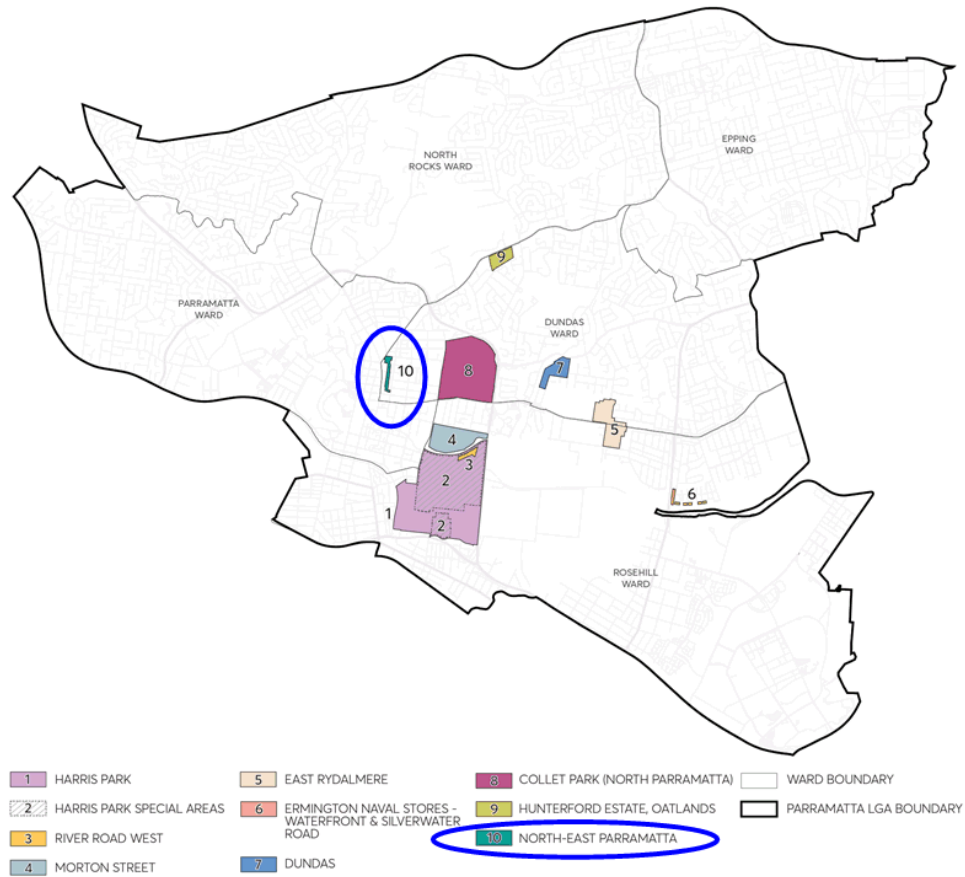 EPPING
WARD
NORTH
ROCKS WARD
9
PARRAMATTA
WARD
DUNDAS
WARD
10
8
7
4
5
3
2
6
1
2
ROSEHILL
WARD
1 HARRIS PARK
2 HARRIS PARK SPECIAL AREAS
3 RIVER ROAD WEST
4 MORTON STREET
5 EAST RYDALMERE
6 ERMINGTON NAVAL STORES -
WATERFRONT & SILVERWATER
ROAD
7 DUNDAS
8 COLLET PARK (NORTH PARRAMATTA)
9 HUNTERFORD ESTATE, OATLANDS
10 NORTH-EAST PARRAMATTA
WARD BOUNDARY
PARRAMATTA LGA BOUNDARY